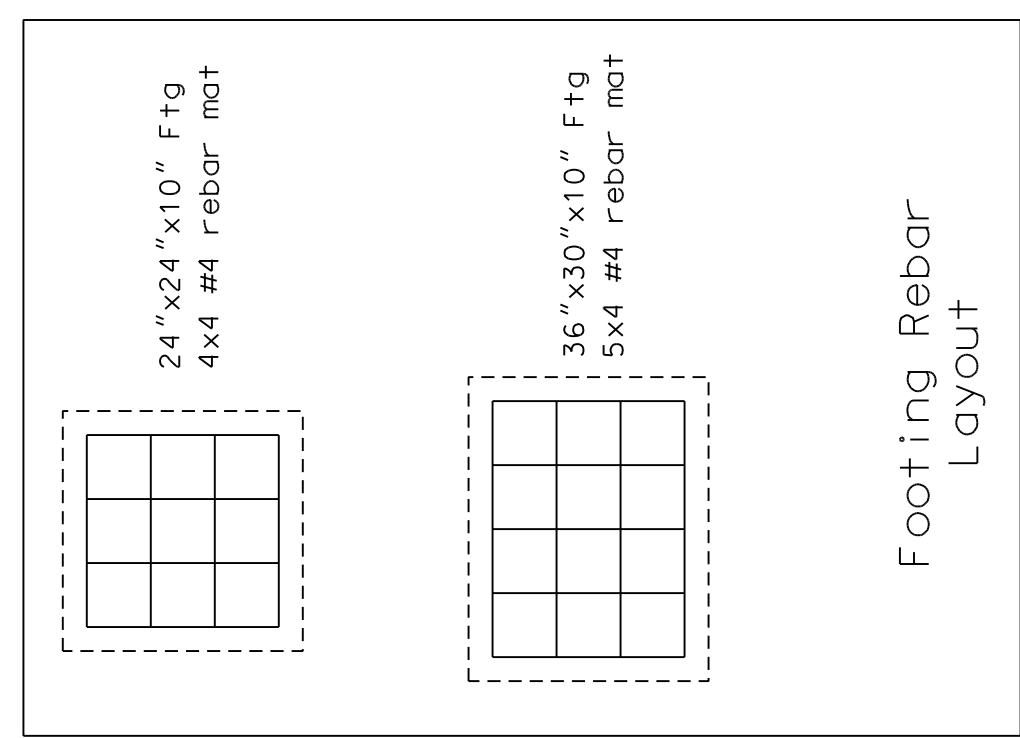 24"x24"x10" Ftg
4x4 #4 rebar mat
36"x30"x10" Ftg
5x4 #4 rebar mat
Footing Rebar
Layout